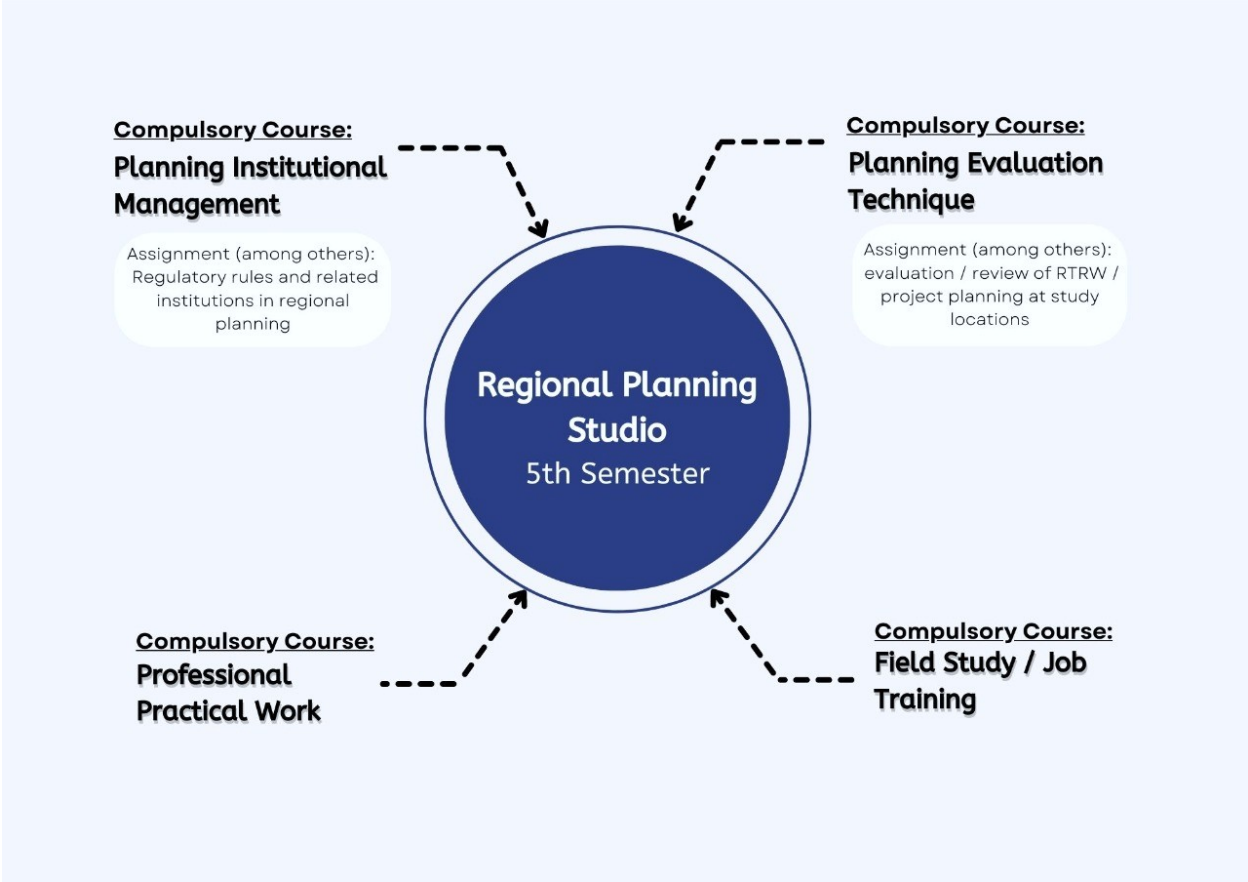 Compulsory Course:
Planning Institutional
Management
Assignment (among others):
Regulatory rules and related
institutions in regional
planning
Compulsory Course:
Planning Evaluation
Technique
Assignment (among others):
evaluation / review of RTRW /
project planning at study
locations
Regional Planning
Studio
5th Semester
Compulsory Course:
Professional
Practical Work
Compulsory Course:
Field Study / Job
Training